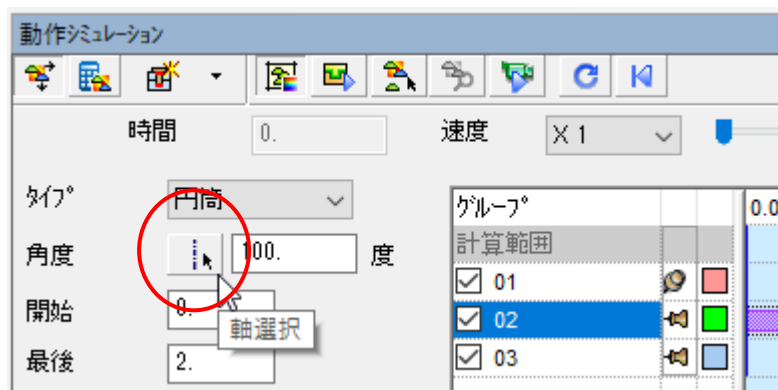 動作ｼﾐｭﾚｰｼｮﾝ
時間 0. 速度 X 1
ﾀｲﾌﾟ 円筒
角度 100. 度
開始 0.
軸選択
最後 2.
ｸﾞﾙｰﾌﾟ 0.0
計算範囲
01
02
03